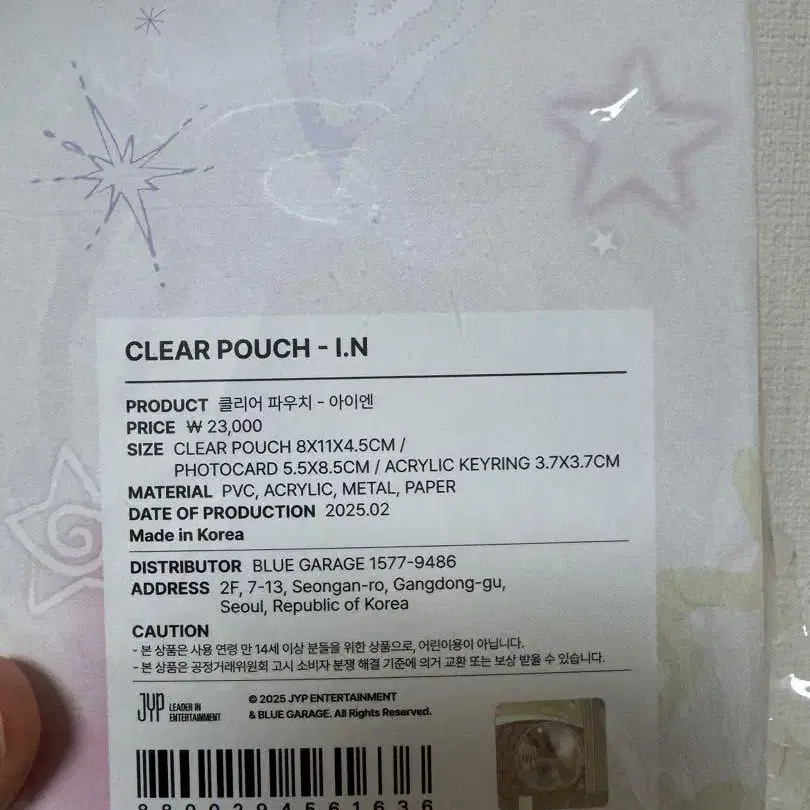 CLEAR POUCH - I.N
PRODUCT 클리어 파우치 - 아이엔
PRICE ₩ 23,000
SIZE CLEAR POUCH 8X11X4.5CM /
PHOTOCARD 5.5X8.5CM / ACRYLIC KEYRING 3.7X3.7CM
MATERIAL PVC, ACRYLIC, METAL, PAPER
DATE OF PRODUCTION 2025.02
Made in Korea
DISTRIBUTOR BLUE GARAGE 1577-9486
ADDRESS 2F, 7-13, Seongan-ro, Gangdong-gu,
Seoul, Republic of Korea
CAUTION
- 본 상품은 사용 연령 만 14세 이상 분들을 위한 상품으로, 어린이용이 아닙니다.
- 본 상품은 공정거래위원회 고시 소비자 분쟁 해결 기준에 의거 교환 또는 보상 받을 수 있습니다.
JYP LEADER IN
ENTERTAINMENT
© 2025 JYP ENTERTAINMENT
& BLUE GARAGE. All Rights Reserved.
8800294561636